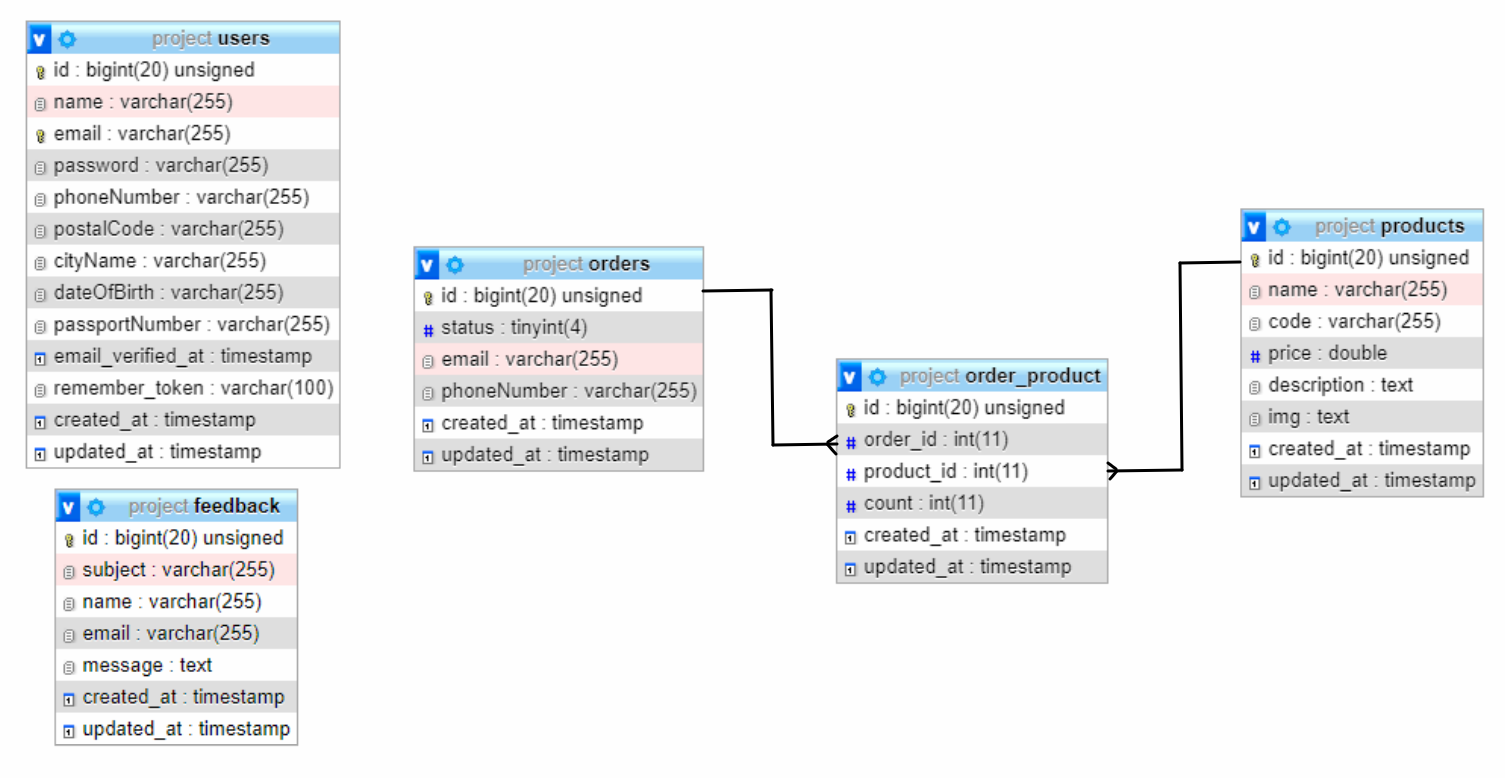 project users
id : bigint(20) unsigned
name : varchar(255)
email : varchar(255)
password : varchar(255)
phoneNumber : varchar(255)
postalCode : varchar(255)
cityName : varchar(255)
dateOfBirth : varchar(255)
passportNumber : varchar(255)
email_verified_at : timestamp
remember_token : varchar(100)
created_at : timestamp
updated_at : timestamp
project feedback
id : bigint(20) unsigned
subject : varchar(255)
name : varchar(255)
email : varchar(255)
message : text
created_at : timestamp
updated_at : timestamp
project orders
id : bigint(20) unsigned
# status : tinyint(4)
email : varchar(255)
phoneNumber : varchar(255)
created_at : timestamp
updated_at : timestamp
project order_product
id : bigint(20) unsigned
# order_id : int(11)
# product_id : int(11)
# count : int(11)
created_at : timestamp
updated_at : timestamp
project products
id : bigint(20) unsigned
name : varchar(255)
code : varchar(255)
# price : double
description : text
img : text
created_at : timestamp
updated_at : timestamp